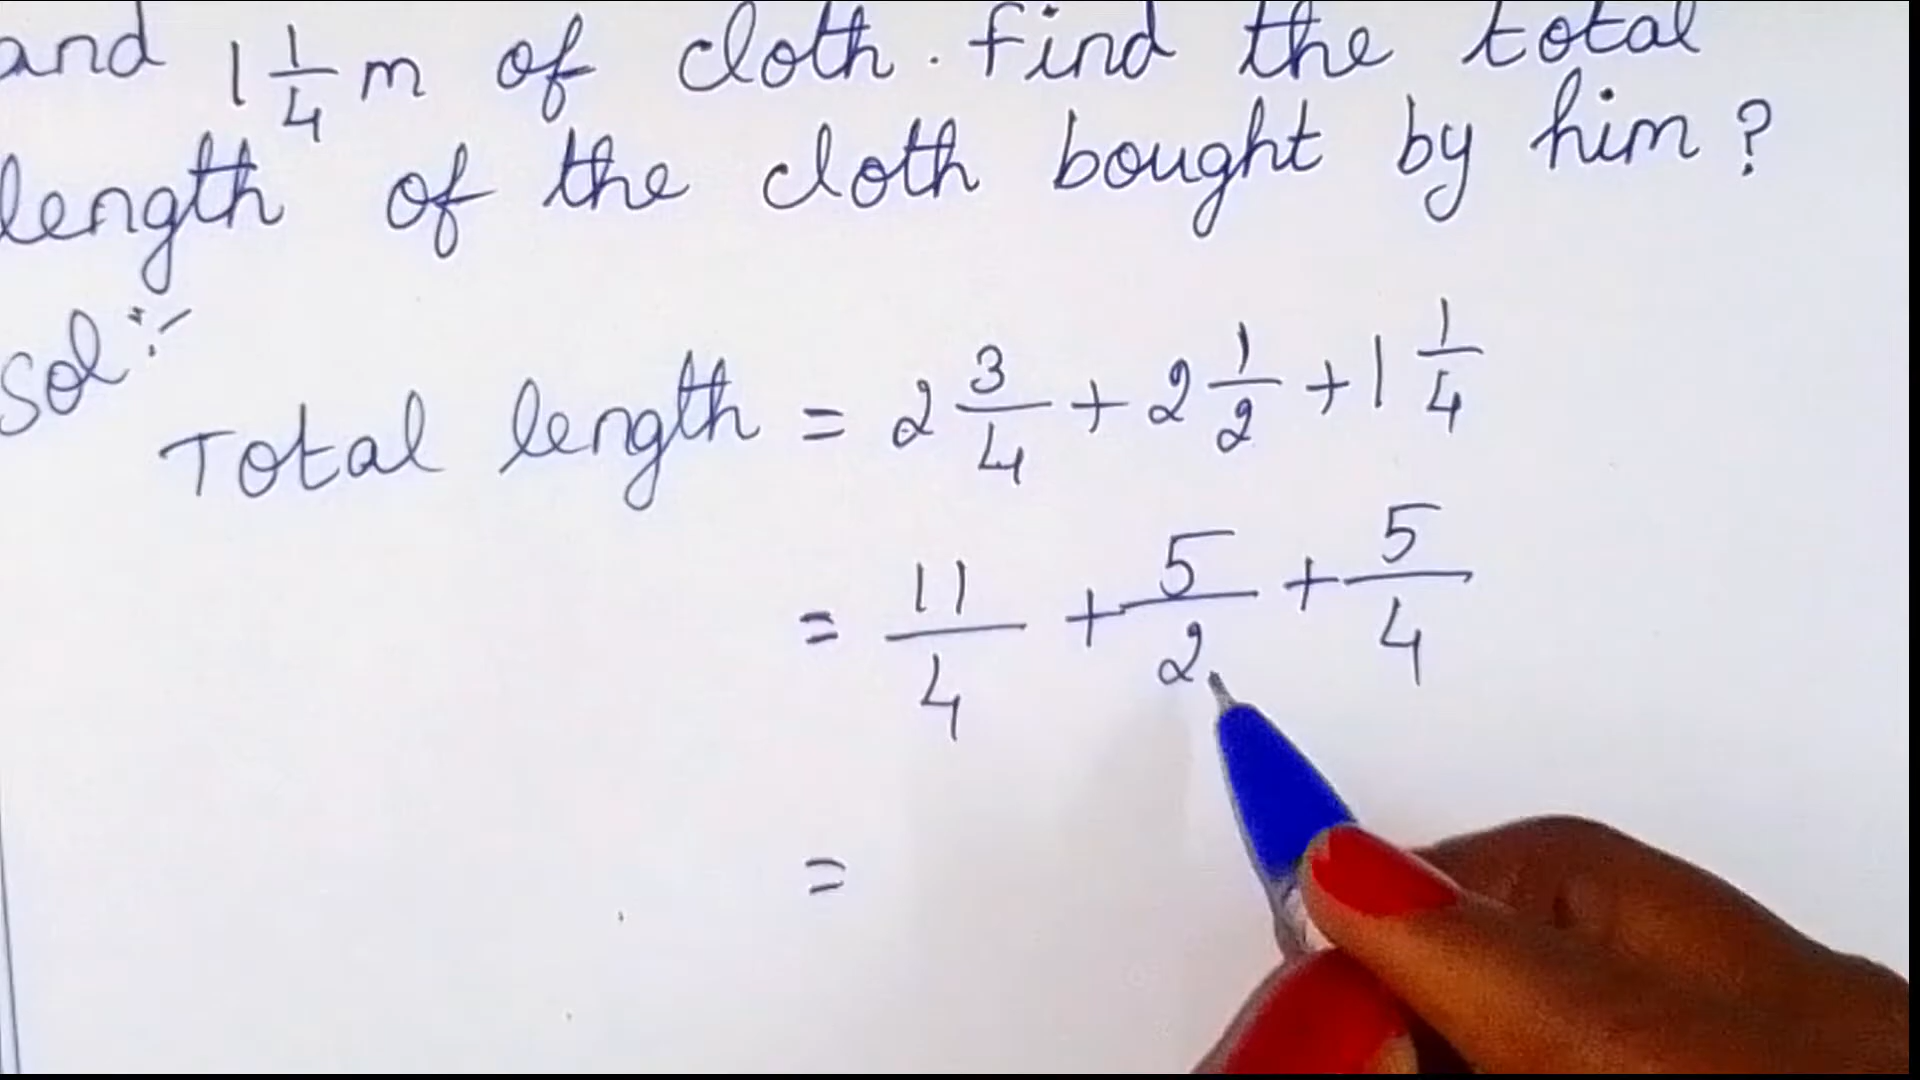 and 1 1/4 m of cloth. Find the total
length of the cloth bought by him?
Sol:-
Total length = 2 3/4 + 2 1/2 + 1 1/4
= 11/4 + 5/2 + 5/4
=